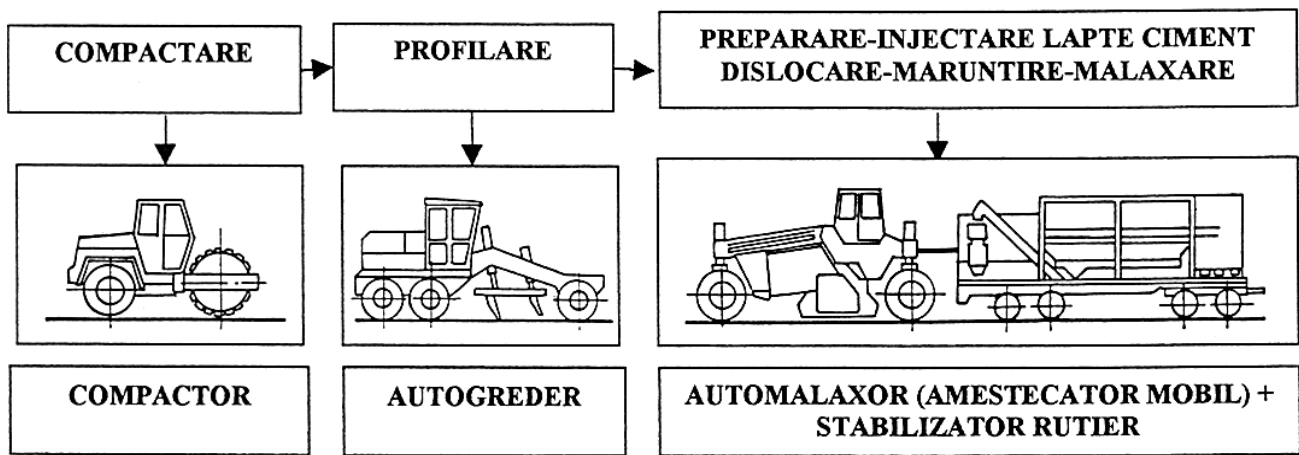 COMPACTARE
PROFILARE
PREPARARE-INJECTARE LAPTE CIMENT
DISLOCARE-MARUNTIRE-MALAXARE
COMPACTOR
AUTOGREDER
AUTOMALAXOR (AMESTECATOR MOBIL) +
STABILIZATOR RUTIER